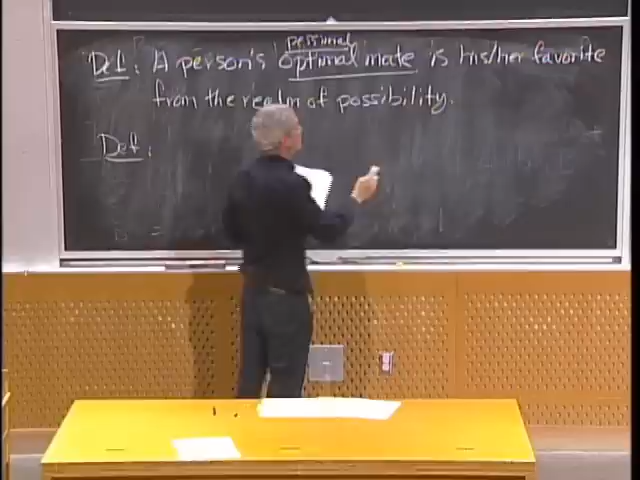 pessimal
Def: A person's optimal mate is his/her favorite
from the realm of possibility.
Def: